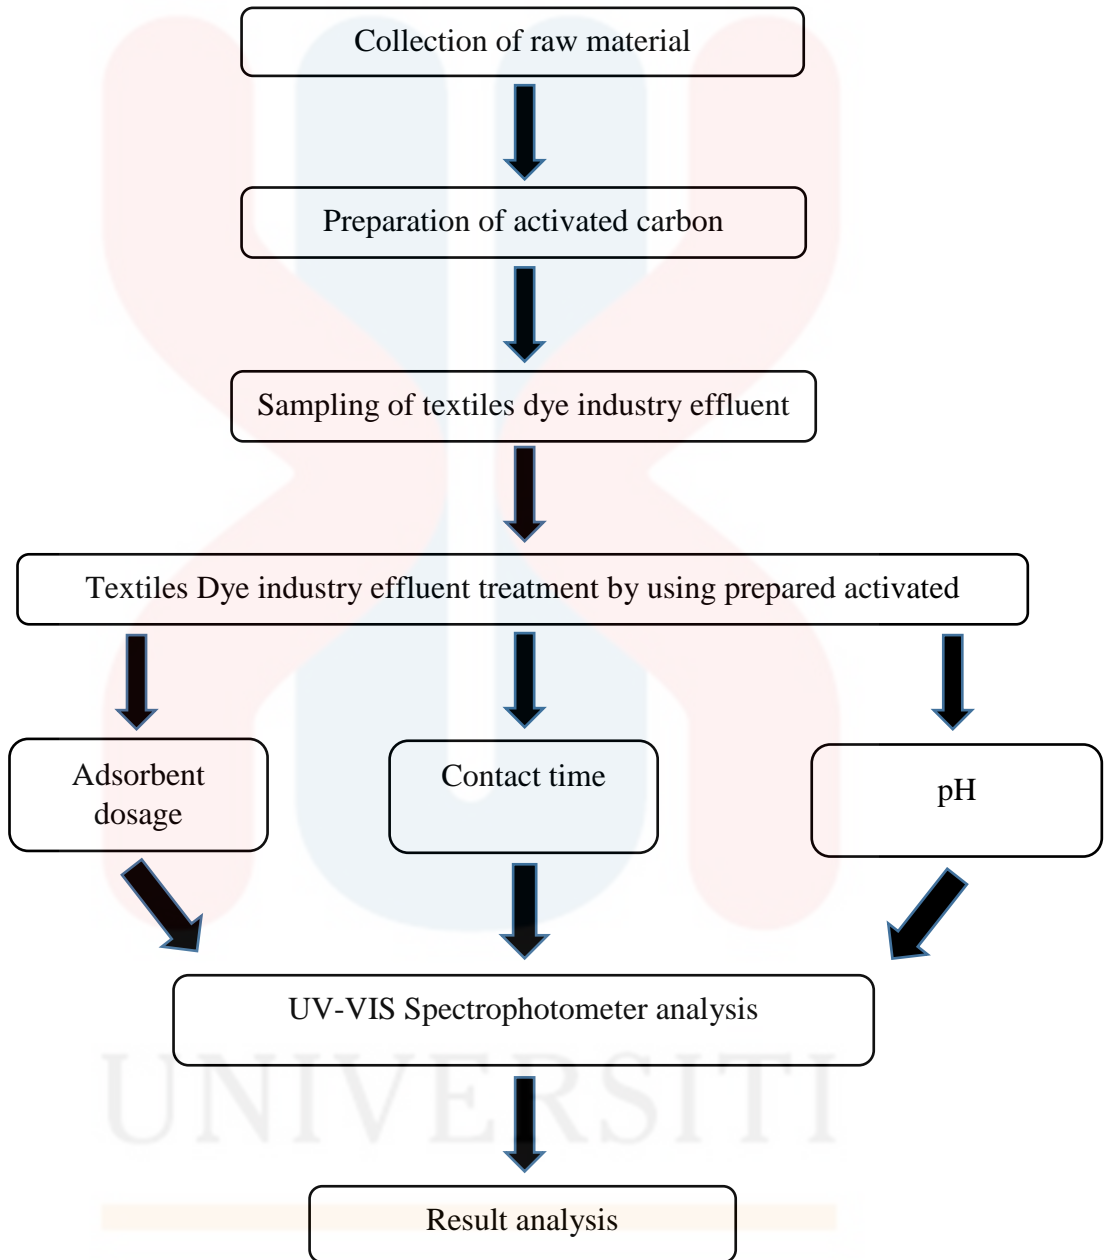 Collection of raw material
Preparation of activated carbon
Sampling of textiles dye industry effluent
Textiles Dye industry effluent treatment by using prepared activated
Adsorbent
dosage
Contact time
pH
UV-VIS Spectrophotometer analysis
UNIVERSITI
Result analysis